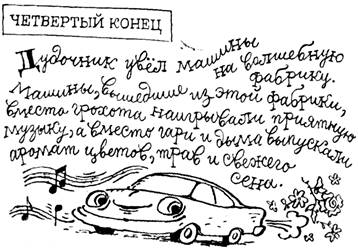 ЧЕТВЕРТЫЙ КОНЕЦ
Дудочник увёл машины на волшебную
фабрику.
Машины, вышедшие из этой фабрики,
вместо грохота наигрывали приятную
музыку, а вместо гари и дыма выпускали
аромат цветов, трав и свежего
сена.